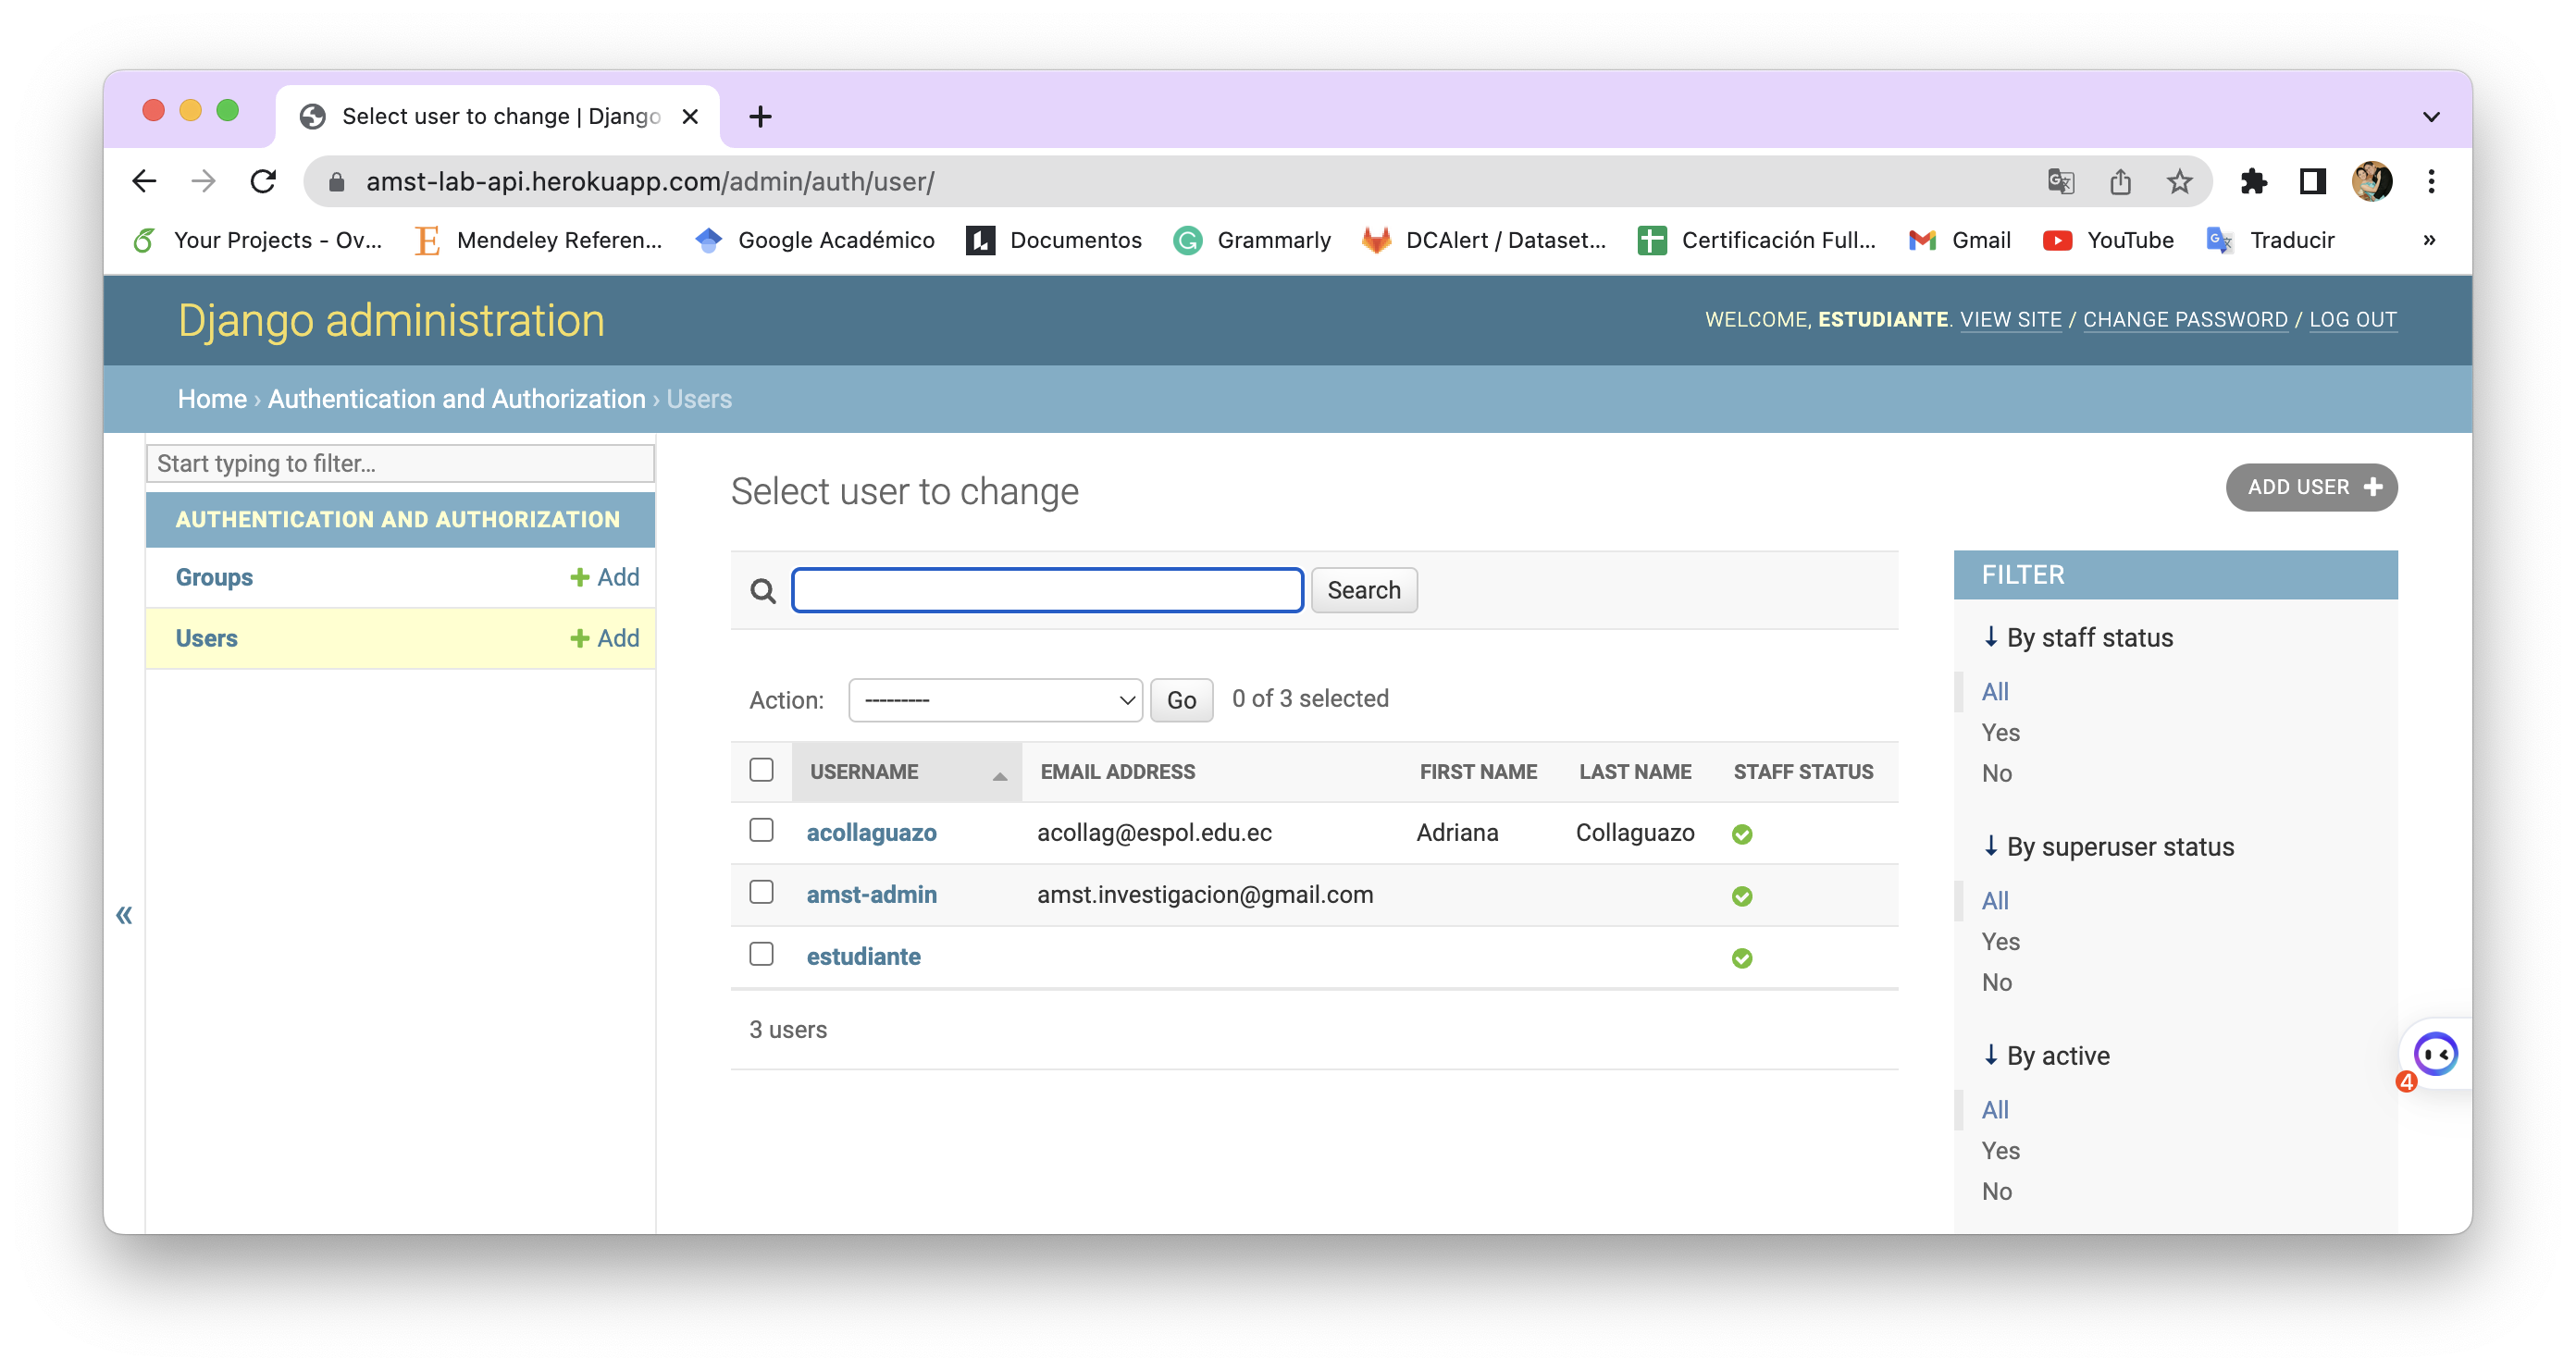 Select user to change | Django
amst-lab-api.herokuapp.com/admin/auth/user/
Your Projects - Ov... Mendeley Referen... Google Académico Documentos Grammarly DCAlert / Dataset... Certificación Full... Gmail YouTube Traducir »
Django administration
WELCOME, ESTUDIANTE. VIEW SITE / CHANGE PASSWORD / LOG OUT
Home › Authentication and Authorization › Users
Start typing to filter...
AUTHENTICATION AND AUTHORIZATION
Groups + Add
Users + Add
«
Select user to change
ADD USER +
Search
Action: --------- Go 0 of 3 selected
USERNAME EMAIL ADDRESS FIRST NAME LAST NAME STAFF STATUS
acollaguazo acollag@espol.edu.ec Adriana Collaguazo
amst-admin amst.investigacion@gmail.com
estudiante
3 users
FILTER
↓ By staff status
All
Yes
No
↓ By superuser status
All
Yes
No
↓ By active
All
Yes
No
4